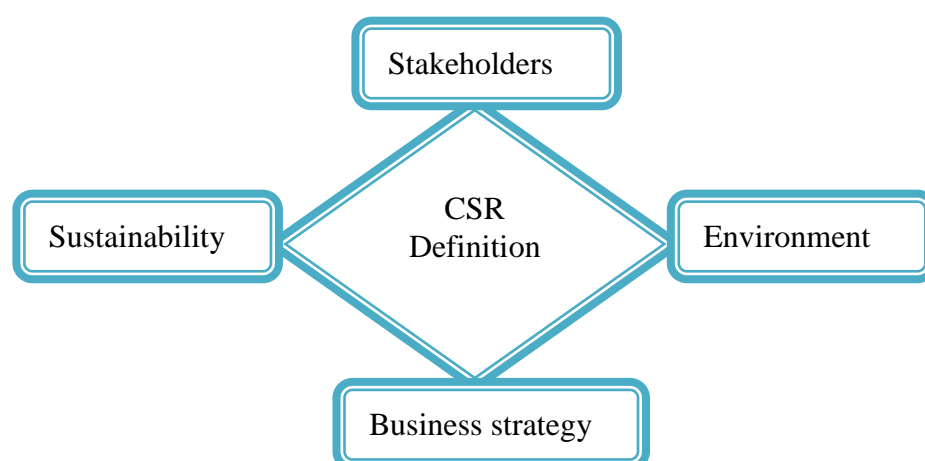 Stakeholders
CSR
Definition
Sustainability
Environment
Business strategy